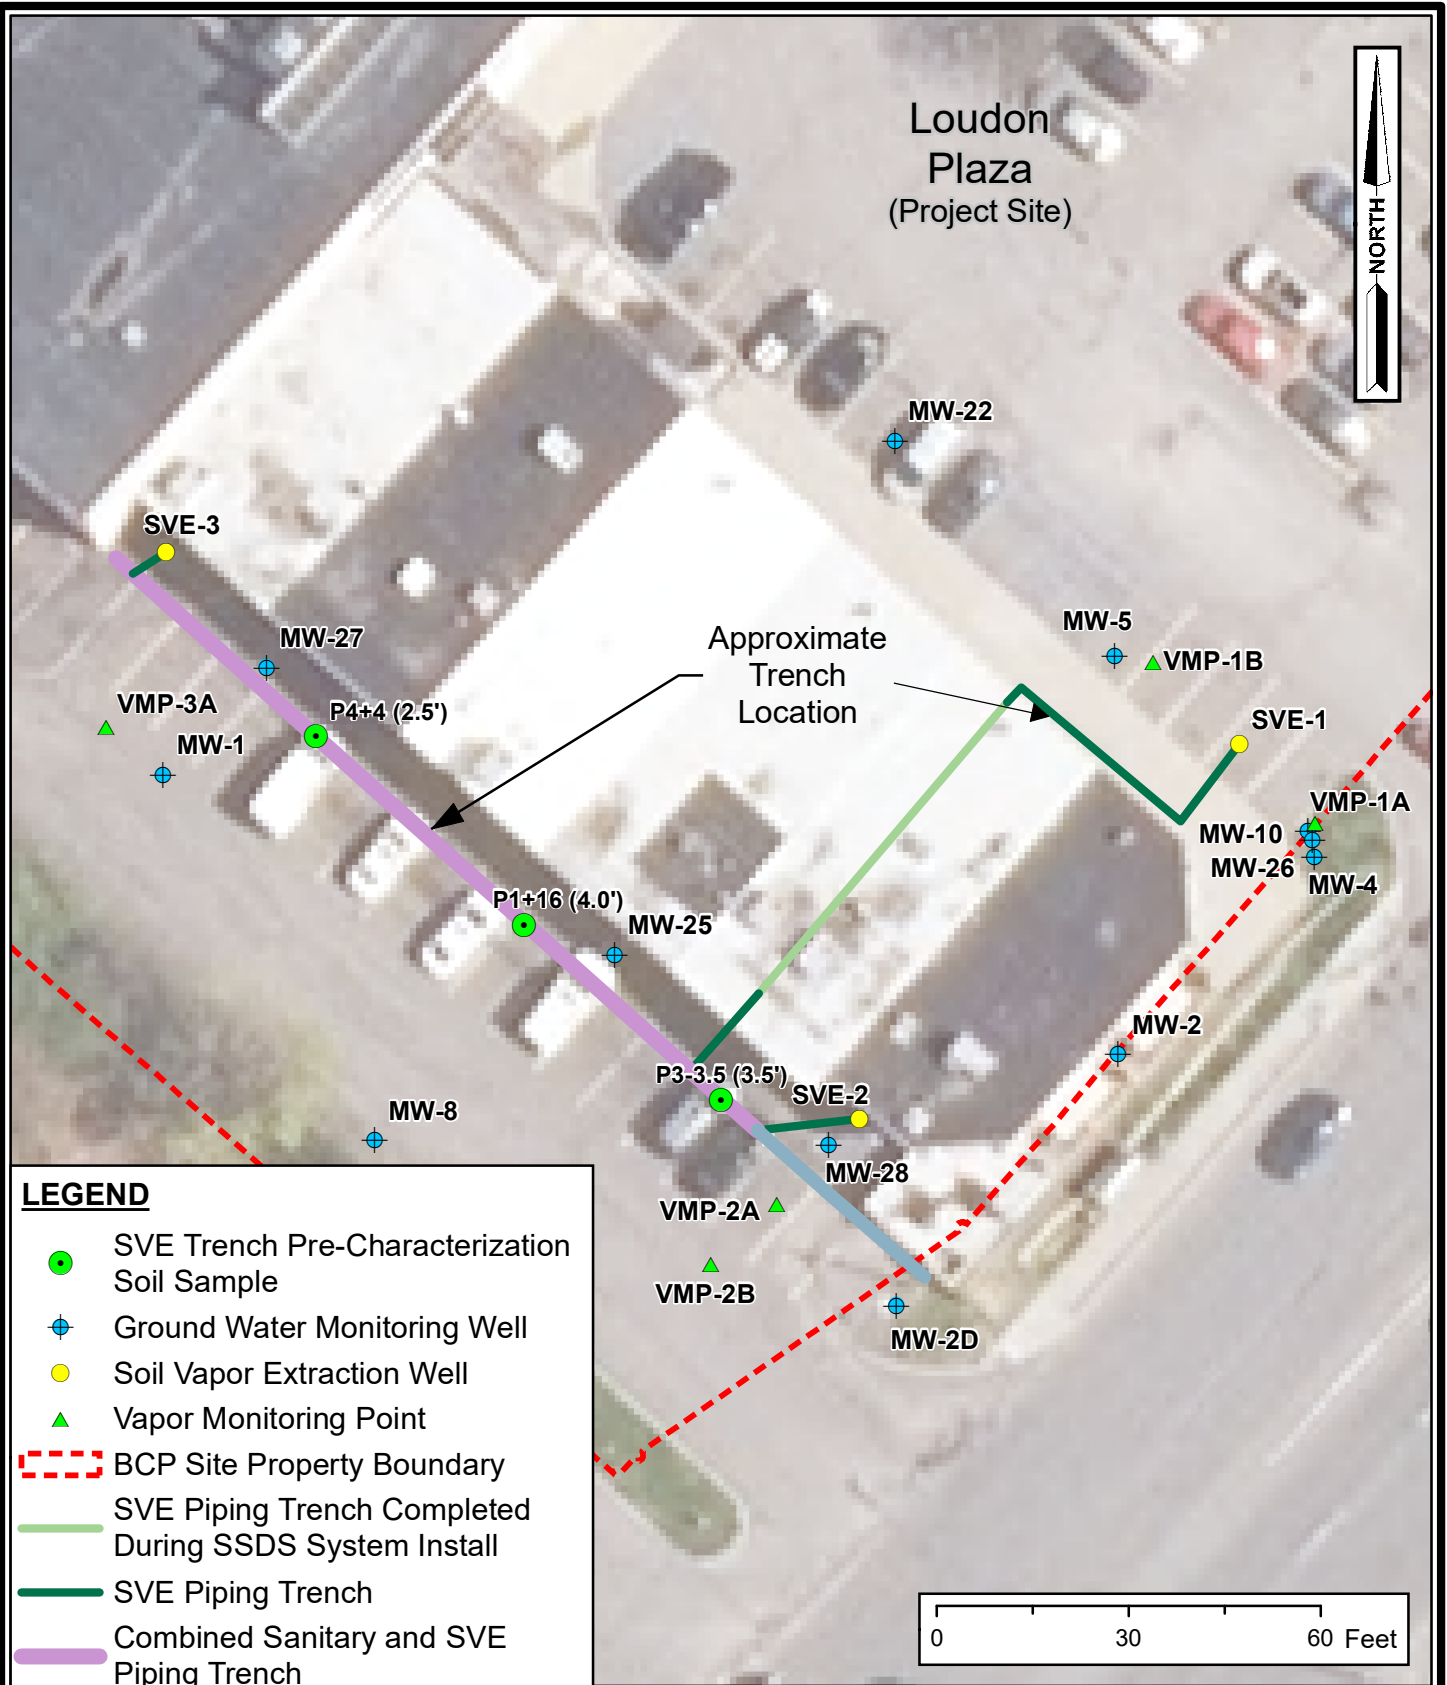 Loudon
Plaza
(Project Site)
NORTH
MW-22
SVE-3
MW-27
P4+4 (2.5')
VMP-3A
MW-1
Approximate
Trench
Location
MW-5
VMP-1B
SVE-1
VMP-1A
MW-10
MW-26
MW-4
P1+16 (4.0')
MW-25
MW-2
P3-3.5 (3.5')
SVE-2
MW-8
MW-28
VMP-2A
VMP-2B
MW-2D
LEGEND
SVE Trench Pre-Characterization
Soil Sample
Ground Water Monitoring Well
Soil Vapor Extraction Well
Vapor Monitoring Point
BCP Site Property Boundary
SVE Piping Trench Completed
During SSDS System Install
SVE Piping Trench
Combined Sanitary and SVE
Piping Trench
0 30 60 Feet